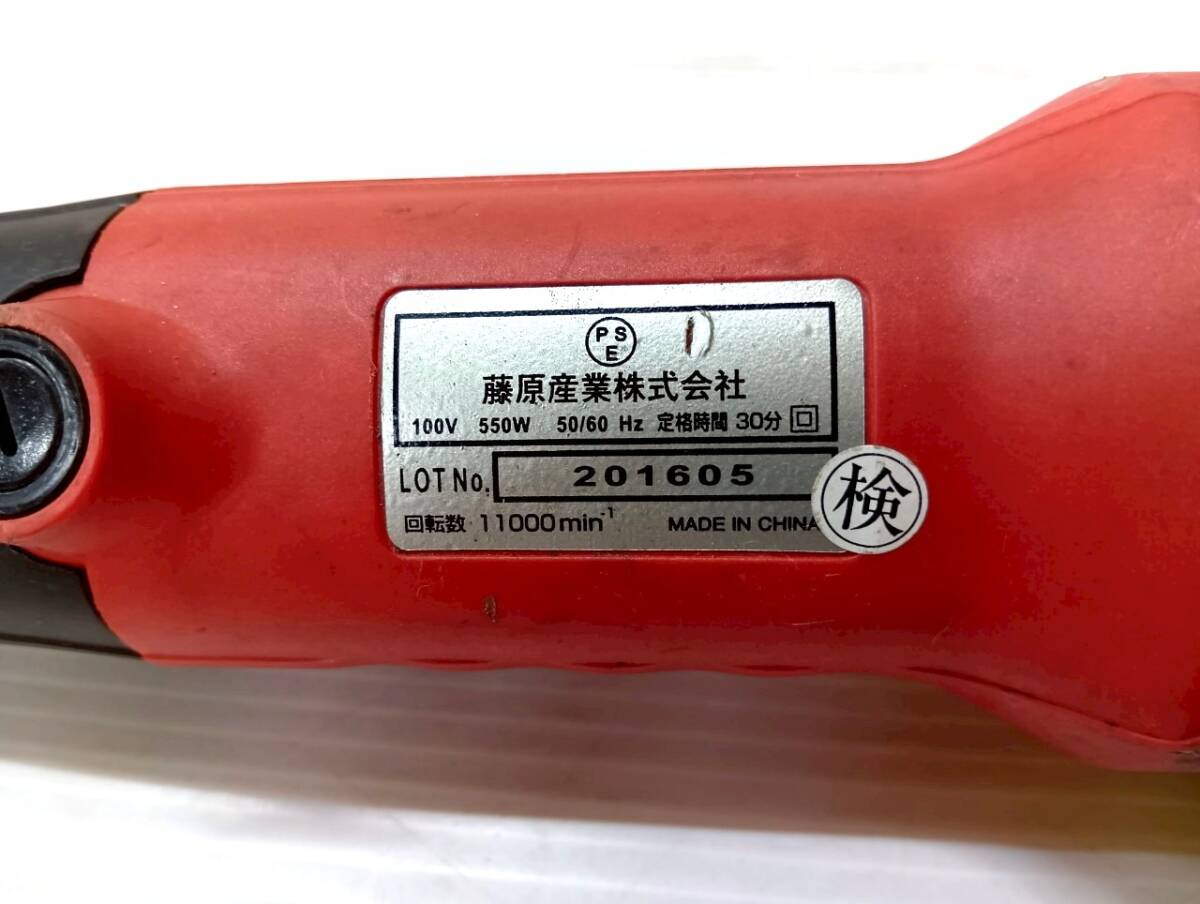 PSE
藤原産業株式会社
100V 550W 50/60 Hz 定格時間 30分
LOT No. 201605
回転数 11000min⁻¹ MADE IN CHINA
検